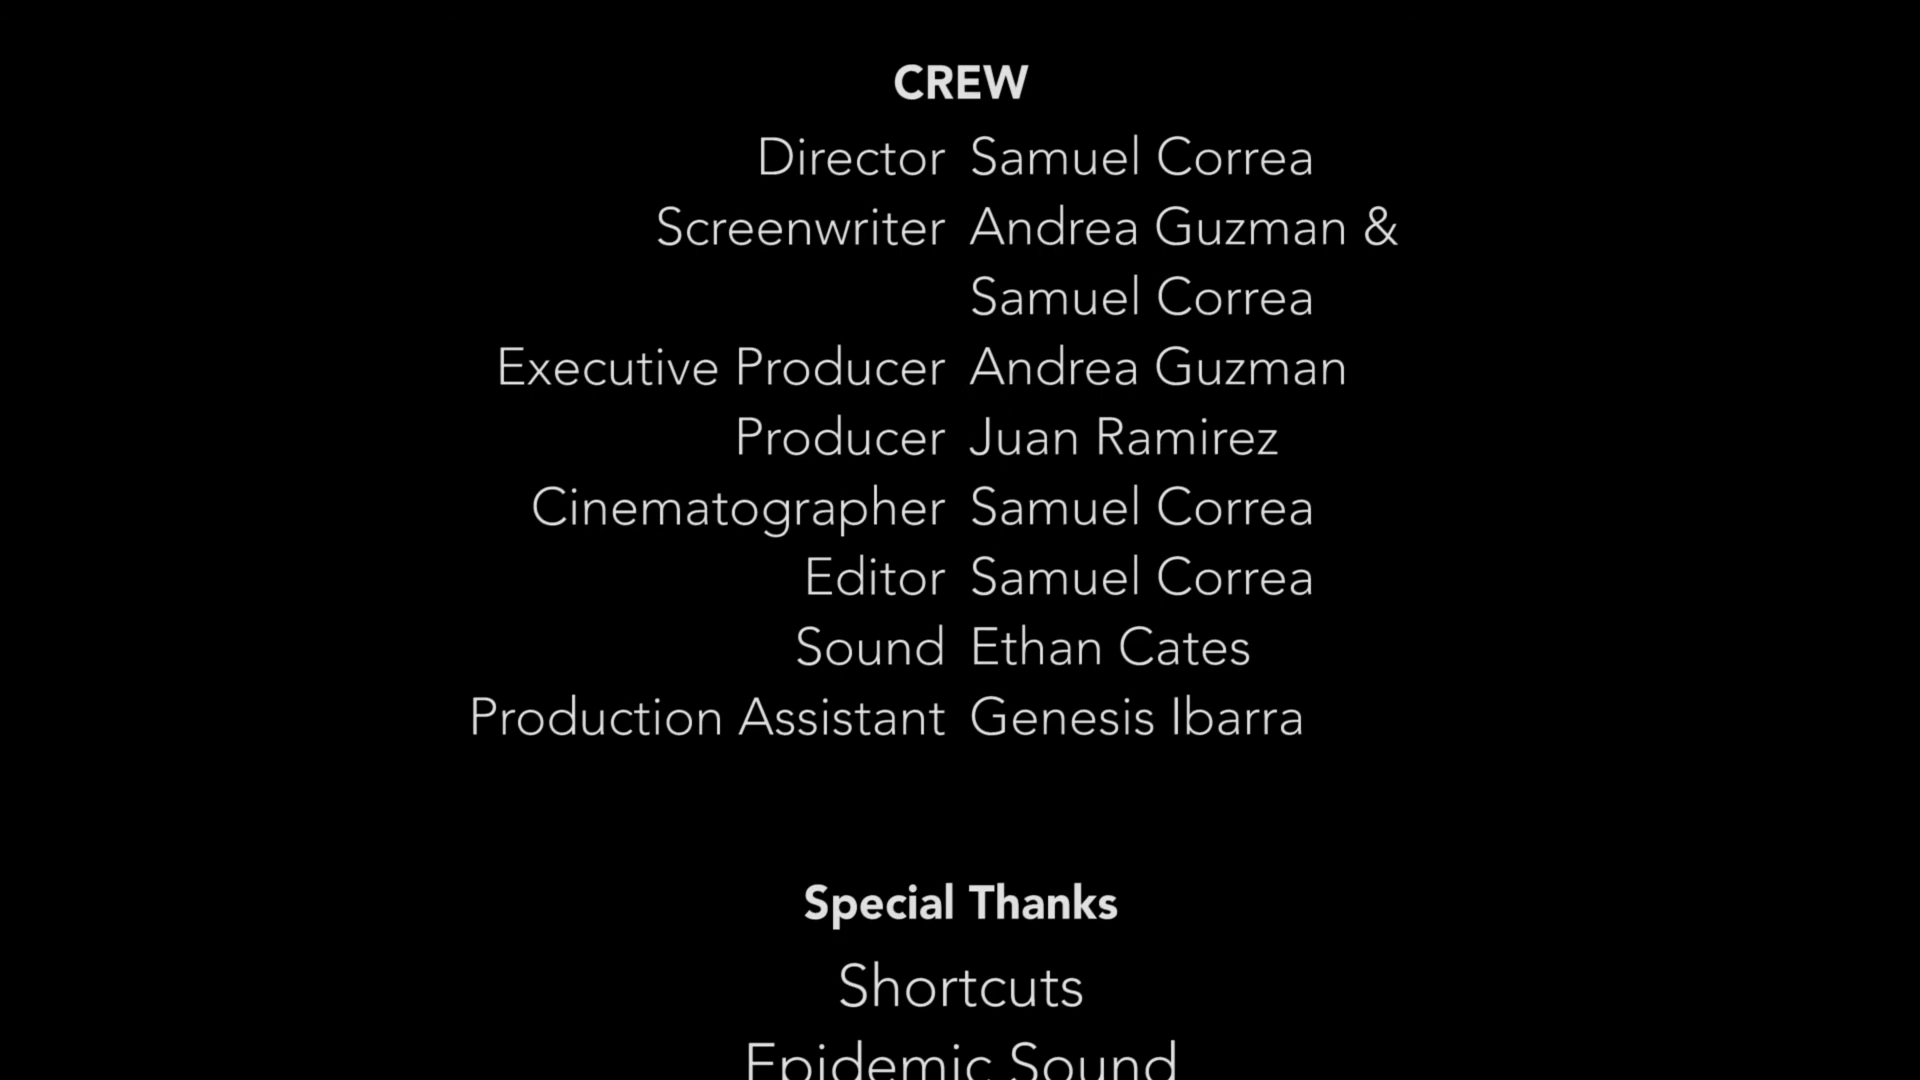 CREW
Director Samuel Correa
Screenwriter Andrea Guzman &
Samuel Correa
Executive Producer Andrea Guzman
Producer Juan Ramirez
Cinematographer Samuel Correa
Editor Samuel Correa
Sound Ethan Cates
Production Assistant Genesis Ibarra
Special Thanks
Shortcuts
Epidemic Sound